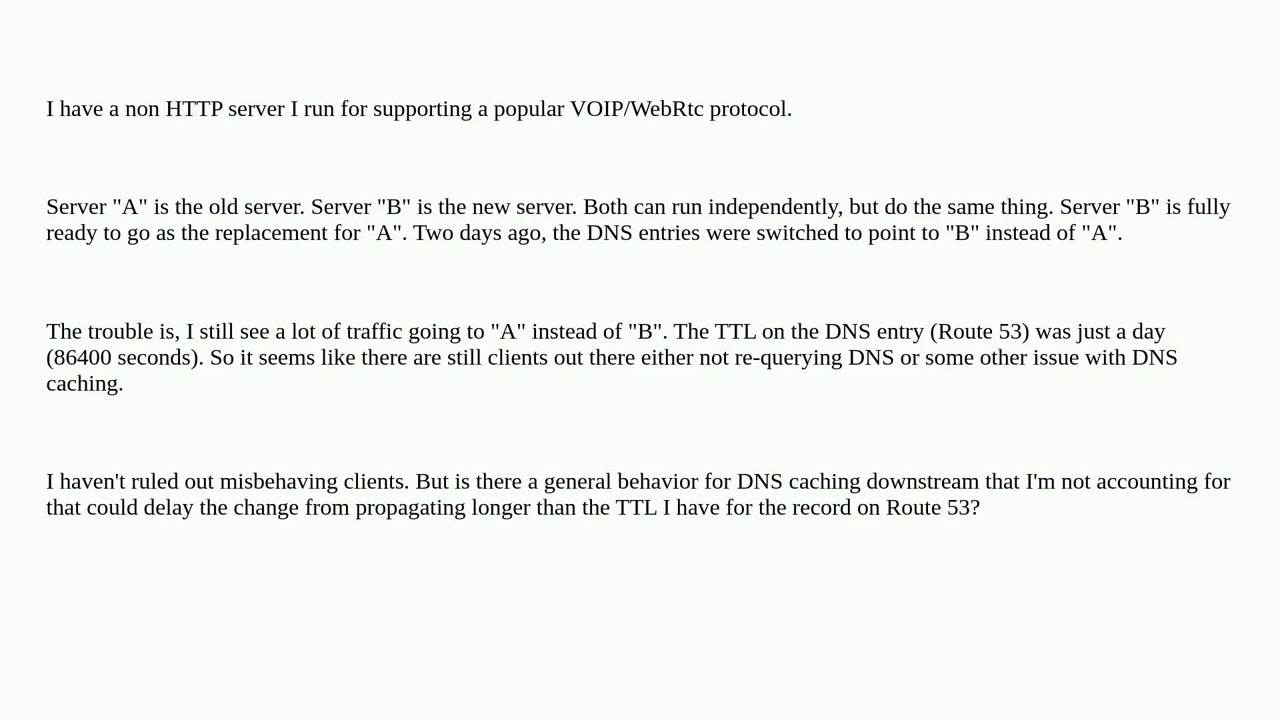 I have a non HTTP server I run for supporting a popular VOIP/WebRtc protocol.
Server "A" is the old server. Server "B" is the new server. Both can run independently, but do the same thing. Server "B" is fully
ready to go as the replacement for "A". Two days ago, the DNS entries were switched to point to "B" instead of "A".
The trouble is, I still see a lot of traffic going to "A" instead of "B". The TTL on the DNS entry (Route 53) was just a day
(86400 seconds). So it seems like there are still clients out there either not re-querying DNS or some other issue with DNS
caching.
I haven't ruled out misbehaving clients. But is there a general behavior for DNS caching downstream that I'm not accounting for
that could delay the change from propagating longer than the TTL I have for the record on Route 53?